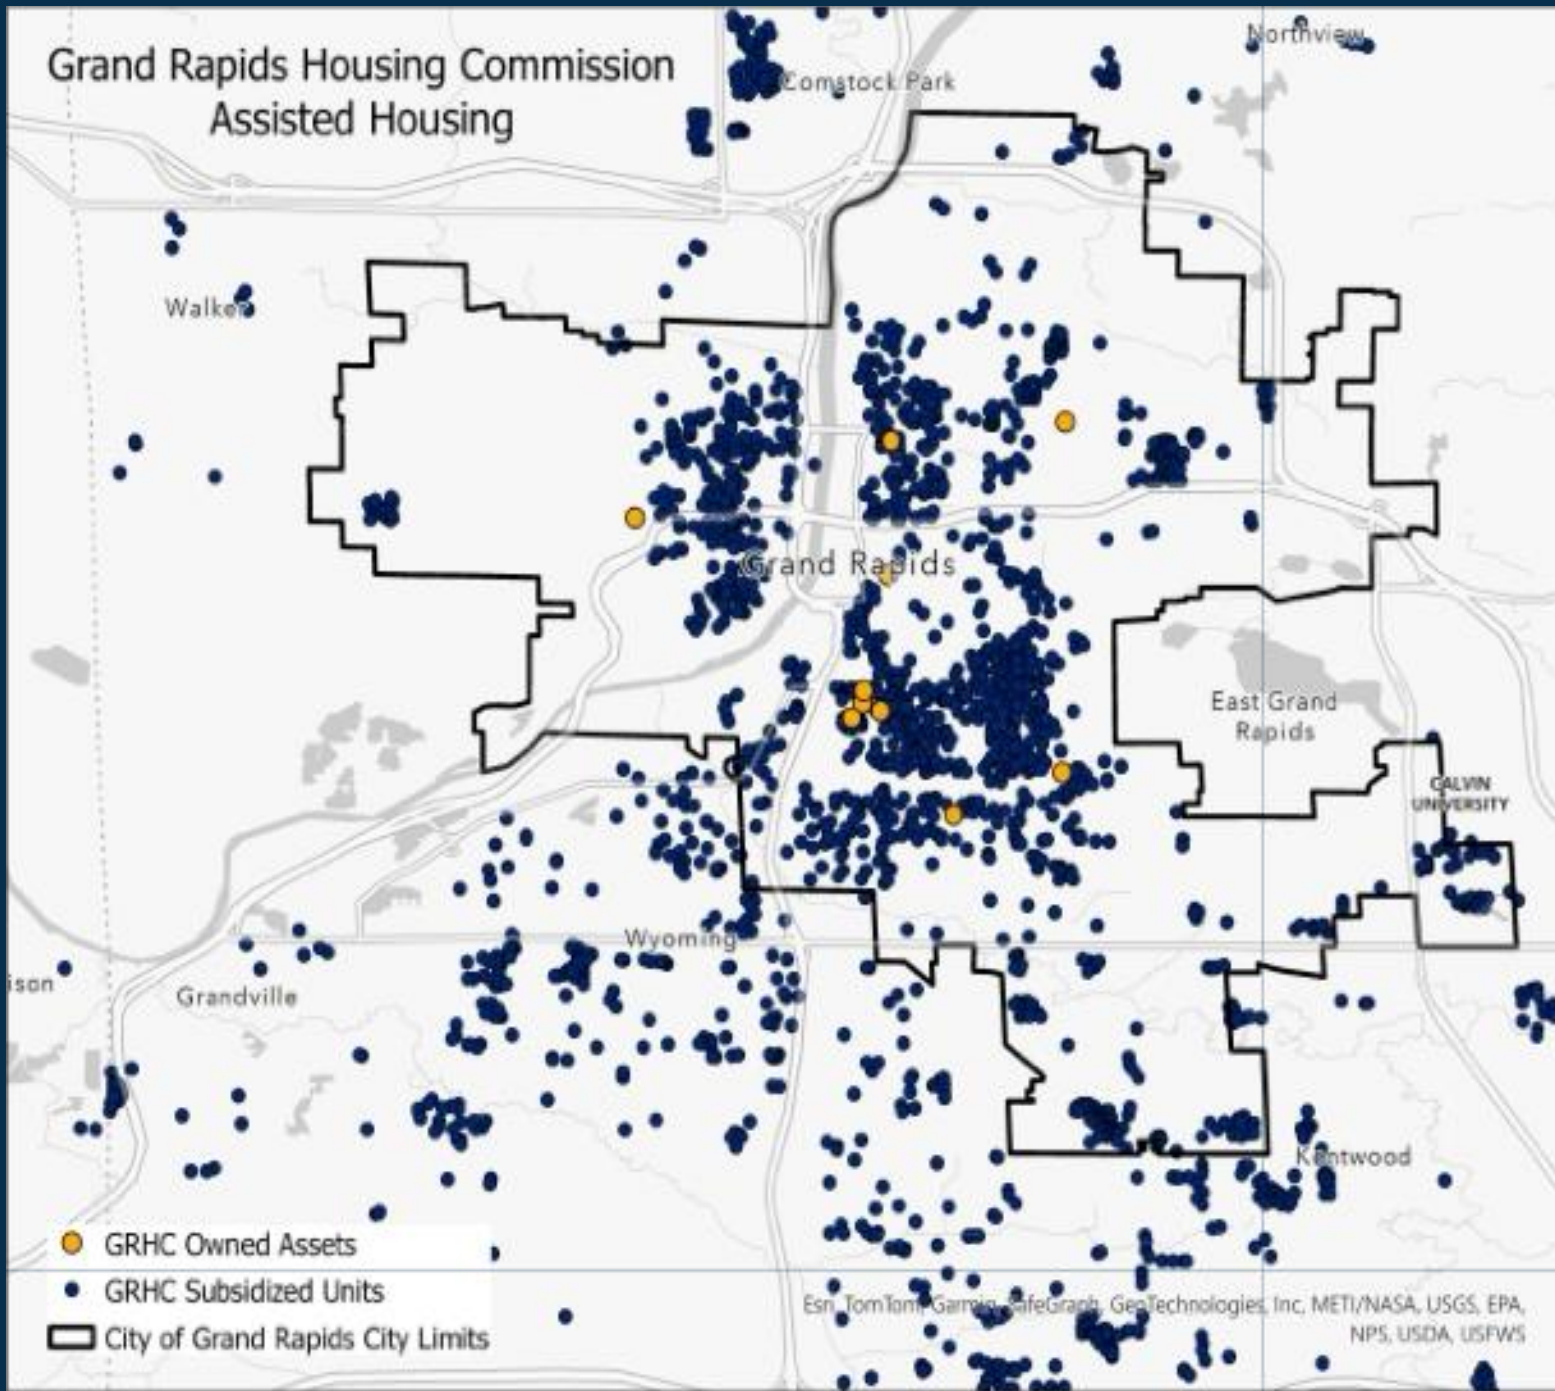 Grand Rapids Housing Commission
Assisted Housing
Northview
Comstock Park
Walker
Grand Rapids
East Grand
Rapids
CALVIN
UNIVERSITY
Wyoming
ison
Grandville
Kentwood
GRHC Owned Assets
GRHC Subsidized Units
City of Grand Rapids City Limits
Esri, TomTom, Garmin, SafeGraph, GeoTechnologies, Inc, METI/NASA, USGS, EPA,
NPS, USDA, USFWS